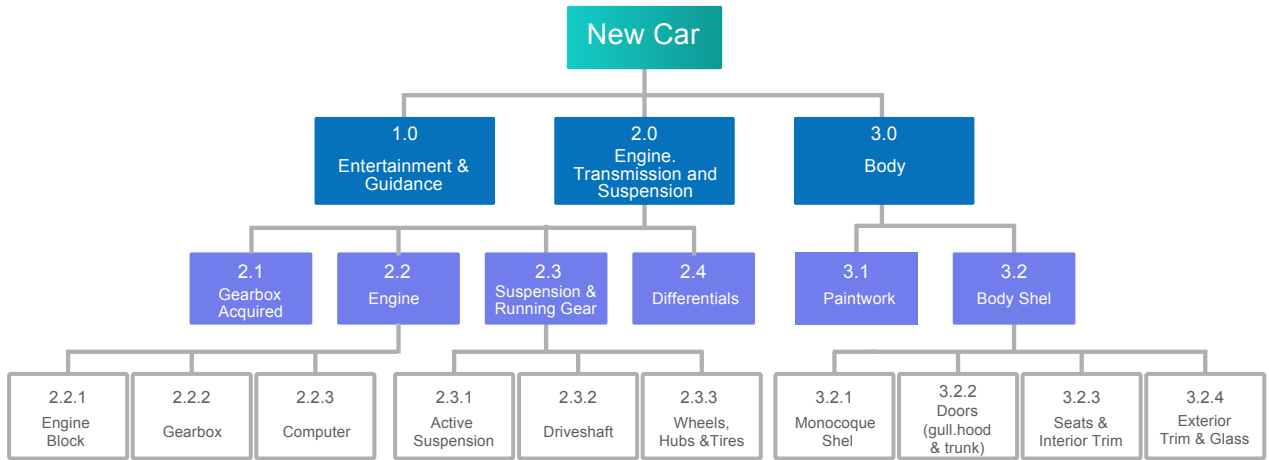 New Car
1.0
Entertainment &
Guidance
2.0
Engine.
Transmission and
Suspension
3.0
Body
2.1
Gearbox
Acquired
2.2
Engine
2.3
Suspension &
Running Gear
2.4
Differentials
3.1
Paintwork
3.2
Body Shel
2.2.1
Engine
Block
2.2.2
Gearbox
2.2.3
Computer
2.3.1
Active
Suspension
2.3.2
Driveshaft
2.3.3
Wheels,
Hubs &Tires
3.2.1
Monocoque
Shel
3.2.2
Doors
(gull.hood
& trunk)
3.2.3
Seats &
Interior Trim
3.2.4
Exterior
Trim & Glass